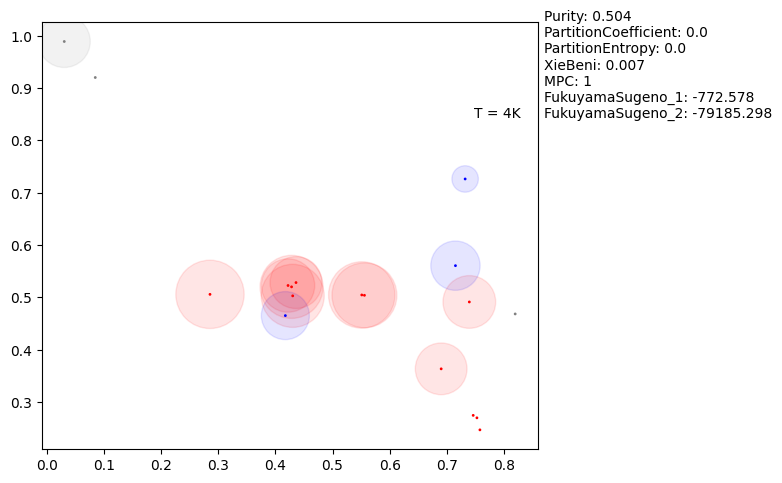 Purity: 0.504
PartitionCoefficient: 0.0
PartitionEntropy: 0.0
XieBeni: 0.007
MPC: 1
FukuyamaSugeno_1: -772.578
FukuyamaSugeno_2: -79185.298
T = 4K
1.0
0.9
0.8
0.7
0.6
0.5
0.4
0.3
0.0 0.1 0.2 0.3 0.4 0.5 0.6 0.7 0.8